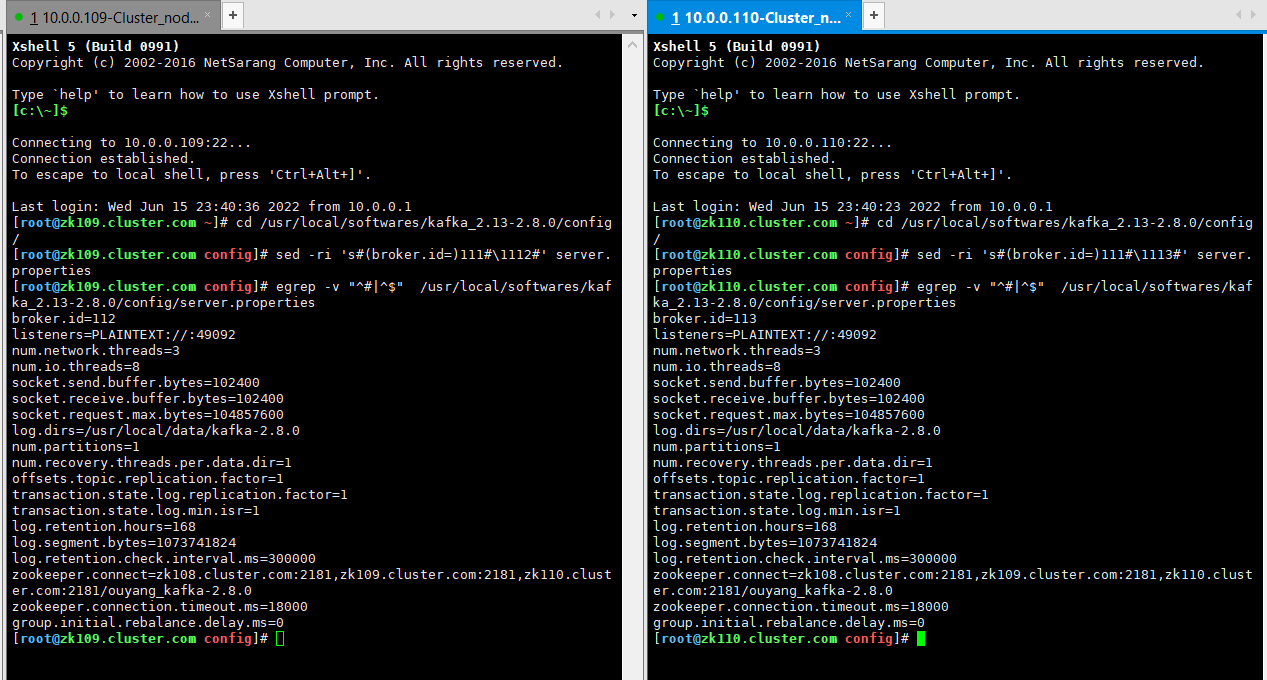 1 10.0.0.109-Cluster_nod... × +
Xshell 5 (Build 0991)
Copyright (c) 2002-2016 NetSarang Computer, Inc. All rights reserved.
Type `help' to learn how to use Xshell prompt.
[c:\~]$
Connecting to 10.0.0.109:22...
Connection established.
To escape to local shell, press 'Ctrl+Alt+]'.
Last login: Wed Jun 15 23:40:36 2022 from 10.0.0.1
[root@zk109.cluster.com ~]# cd /usr/local/softwares/kafka_2.13-2.8.0/config
/
[root@zk109.cluster.com config]# sed -ri 's#(broker.id=)111#\1112#' server.
properties
[root@zk109.cluster.com config]# egrep -v "^#|^$"  /usr/local/softwares/kaf
ka_2.13-2.8.0/config/server.properties
broker.id=112
listeners=PLAINTEXT://:49092
num.network.threads=3
num.io.threads=8
socket.send.buffer.bytes=102400
socket.receive.buffer.bytes=102400
socket.request.max.bytes=104857600
log.dirs=/usr/local/data/kafka-2.8.0
num.partitions=1
num.recovery.threads.per.data.dir=1
offsets.topic.replication.factor=1
transaction.state.log.replication.factor=1
transaction.state.log.min.isr=1
log.retention.hours=168
log.segment.bytes=1073741824
log.retention.check.interval.ms=300000
zookeeper.connect=zk108.cluster.com:2181,zk109.cluster.com:2181,zk110.clust
er.com:2181/ouyang_kafka-2.8.0
zookeeper.connection.timeout.ms=18000
group.initial.rebalance.delay.ms=0
[root@zk109.cluster.com config]#
1 10.0.0.110-Cluster_n... × +
Xshell 5 (Build 0991)
Copyright (c) 2002-2016 NetSarang Computer, Inc. All rights reserved.
Type `help' to learn how to use Xshell prompt.
[c:\~]$
Connecting to 10.0.0.110:22...
Connection established.
To escape to local shell, press 'Ctrl+Alt+]'.
Last login: Wed Jun 15 23:40:23 2022 from 10.0.0.1
[root@zk110.cluster.com ~]# cd /usr/local/softwares/kafka_2.13-2.8.0/config
/
[root@zk110.cluster.com config]# sed -ri 's#(broker.id=)111#\1113#' server.
properties
[root@zk110.cluster.com config]# egrep -v "^#|^$"  /usr/local/softwares/kaf
ka_2.13-2.8.0/config/server.properties
broker.id=113
listeners=PLAINTEXT://:49092
num.network.threads=3
num.io.threads=8
socket.send.buffer.bytes=102400
socket.receive.buffer.bytes=102400
socket.request.max.bytes=104857600
log.dirs=/usr/local/data/kafka-2.8.0
num.partitions=1
num.recovery.threads.per.data.dir=1
offsets.topic.replication.factor=1
transaction.state.log.replication.factor=1
transaction.state.log.min.isr=1
log.retention.hours=168
log.segment.bytes=1073741824
log.retention.check.interval.ms=300000
zookeeper.connect=zk108.cluster.com:2181,zk109.cluster.com:2181,zk110.clust
er.com:2181/ouyang_kafka-2.8.0
zookeeper.connection.timeout.ms=18000
group.initial.rebalance.delay.ms=0
[root@zk110.cluster.com config]#